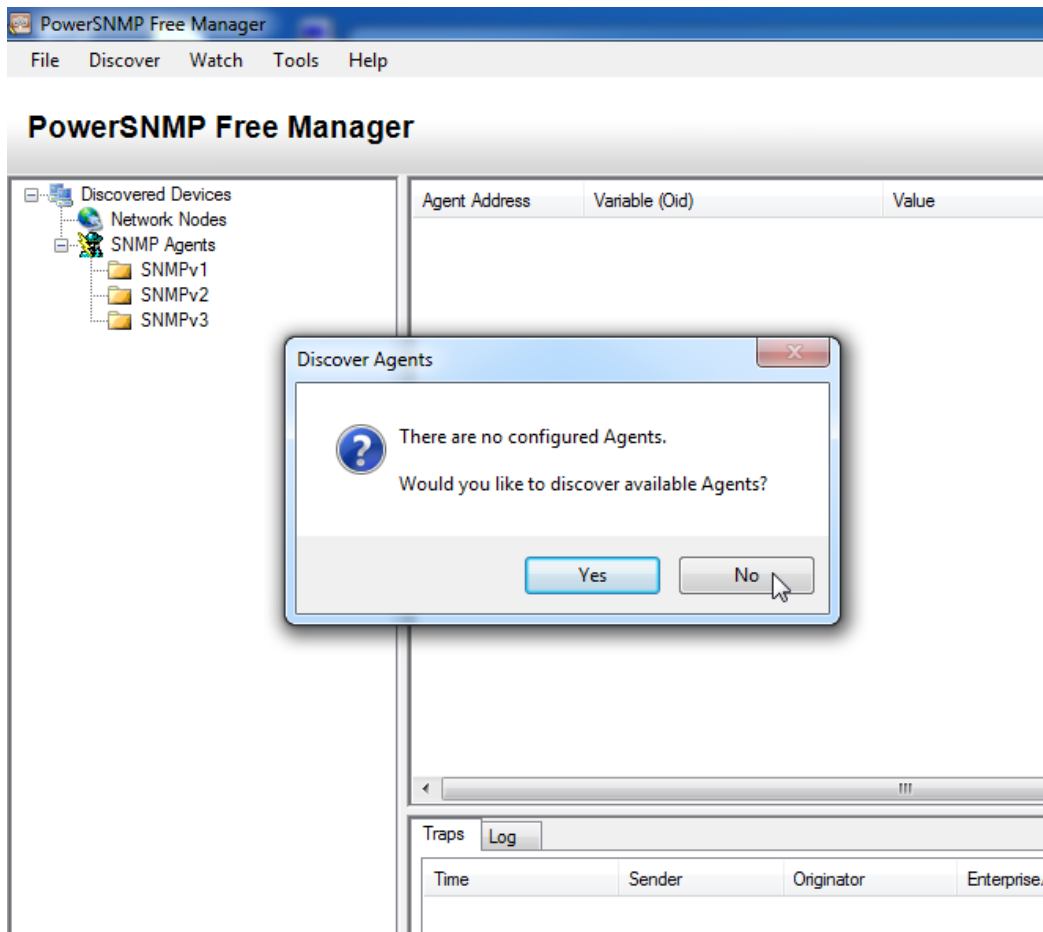 PowerSNMP Free Manager
File Discover Watch Tools Help
PowerSNMP Free Manager
Discovered Devices
Network Nodes
SNMP Agents
SNMPv1
SNMPv2
SNMPv3
Agent Address Variable (Oid) Value
Discover Agents
There are no configured Agents.
Would you like to discover available Agents?
Yes No
Traps Log
Time Sender Originator Enterprise.